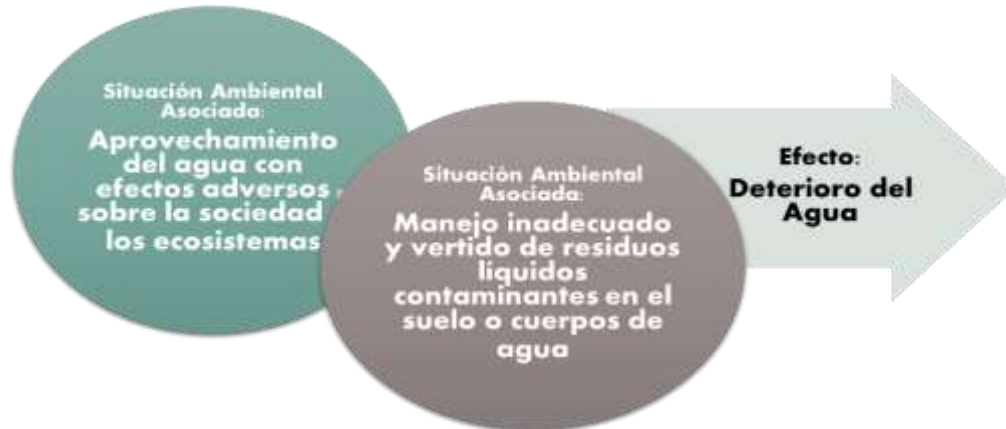 Situación Ambiental
Asociada:
Aprovechamiento
del agua con
efectos adversos
sobre la sociedad
los ecosistemas
Situación Ambiental
Asociada:
Manejo inadecuado
y vertido de residuos
líquidos
contaminantes en el
suelo o cuerpos de
agua
Efecto:
Deterioro del
Agua